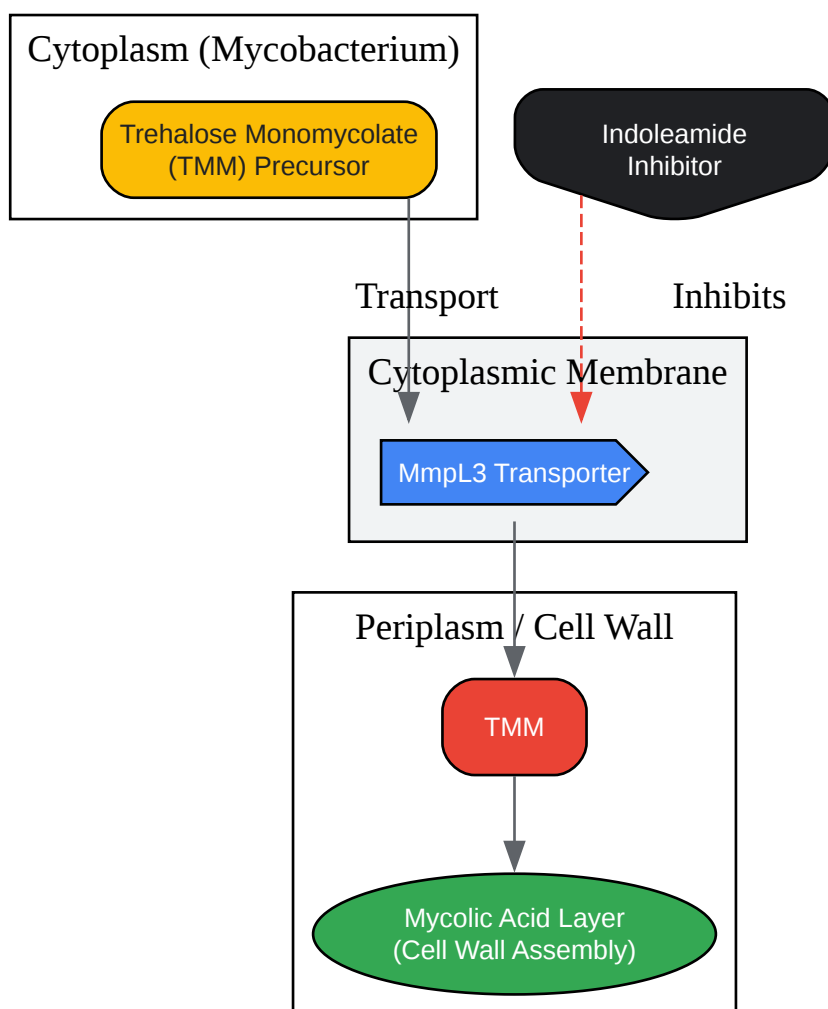 Cytoplasm (Mycobacterium)
Trehalose Monomycolate
(TMM) Precursor
Indoleamide
Inhibitor
Transport
Inhibits
Cytoplasmic Membrane
MmpL3 Transporter
Periplasm / Cell Wall
TMM
Mycolic Acid Layer
(Cell Wall Assembly)